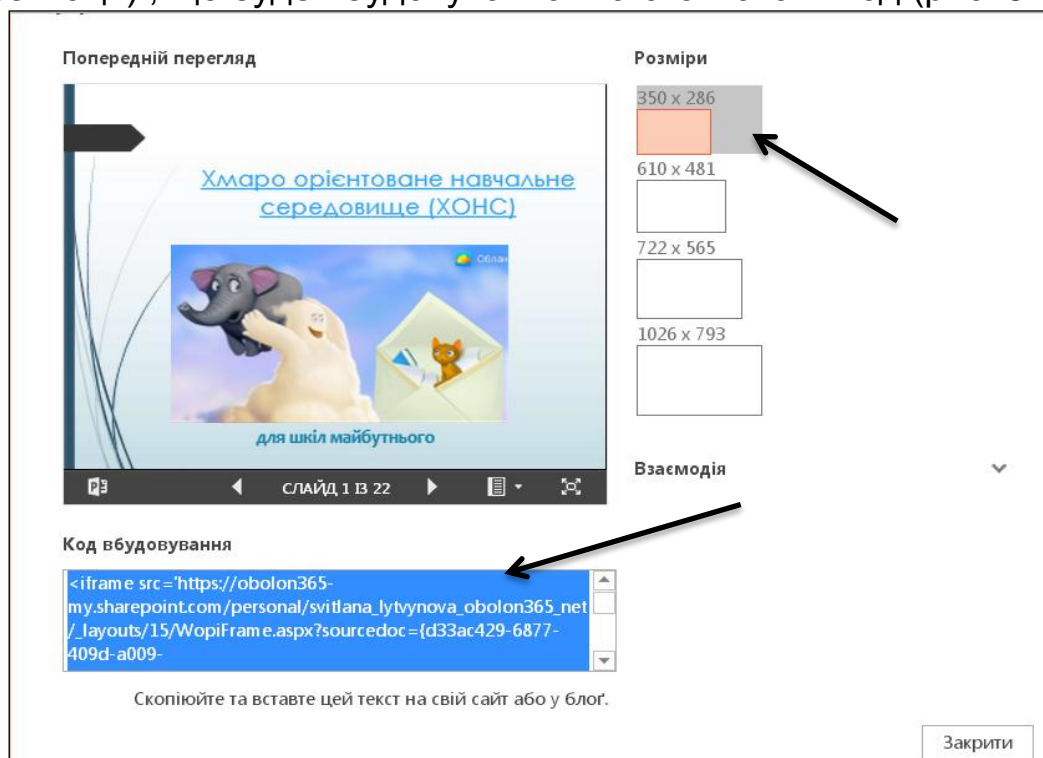 Попередній перегляд
Хмаро орієнтоване навчальне
середовище (ХОНС)
для шкіл майбутнього
СЛАЙД 1 ІЗ 22
Розміри
350 x 286
610 x 481
722 x 565
1026 x 793
Взаємодія
Код вбудовування
<iframe src='https://obolon365-
my.sharepoint.com/personal/svitlana_lytvynova_obolon365_net
/_layouts/15/WopiFrame.aspx?sourcedoc={d33ac429-6877-
409d-a009-
Скопіюйте та вставте цей текст на свій сайт або у блоґ.
Закрити